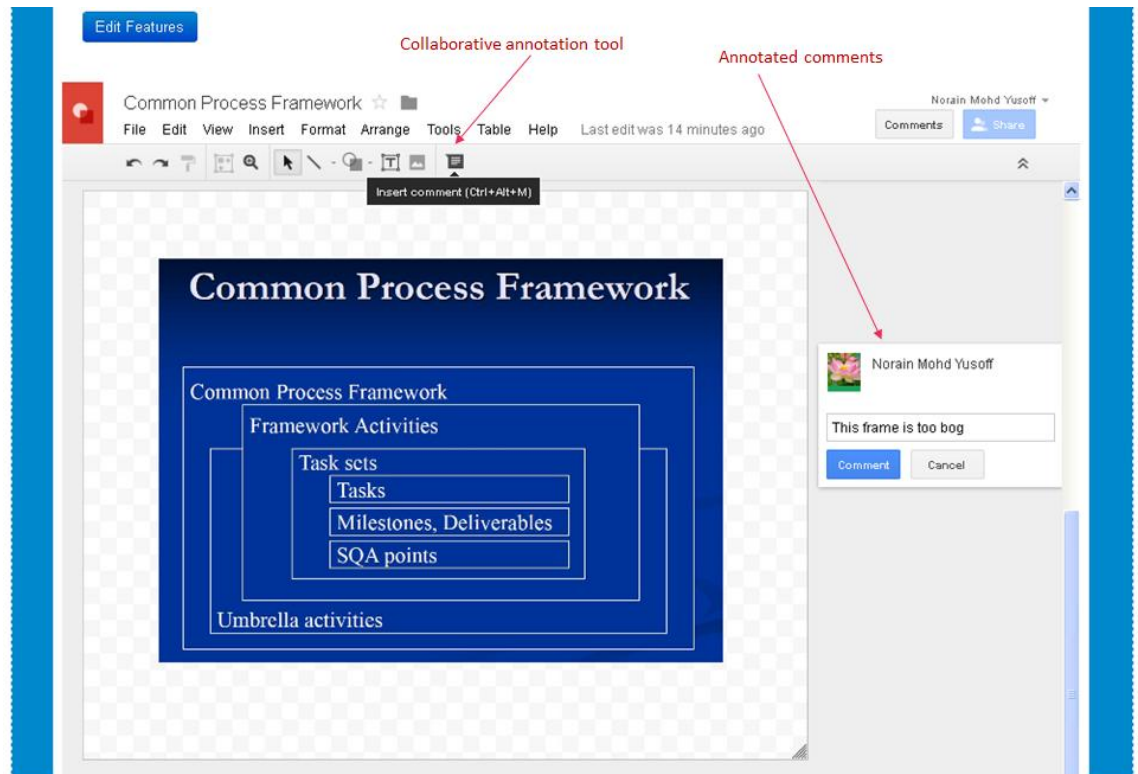 Edit Features
Collaborative annotation tool
Annotated comments
Common Process Framework
Norain Mohd Yusoff
File Edit View Insert Format Arrange Tools Table Help Last edit was 14 minutes ago
Comments Share
Insert comment (Ctrl+Alt+M)
Common Process Framework
Common Process Framework
Framework Activities
Task sets
Tasks
Milestones, Deliverables
SQA points
Umbrella activities
Norain Mohd Yusoff
This frame is too bog
Comment Cancel